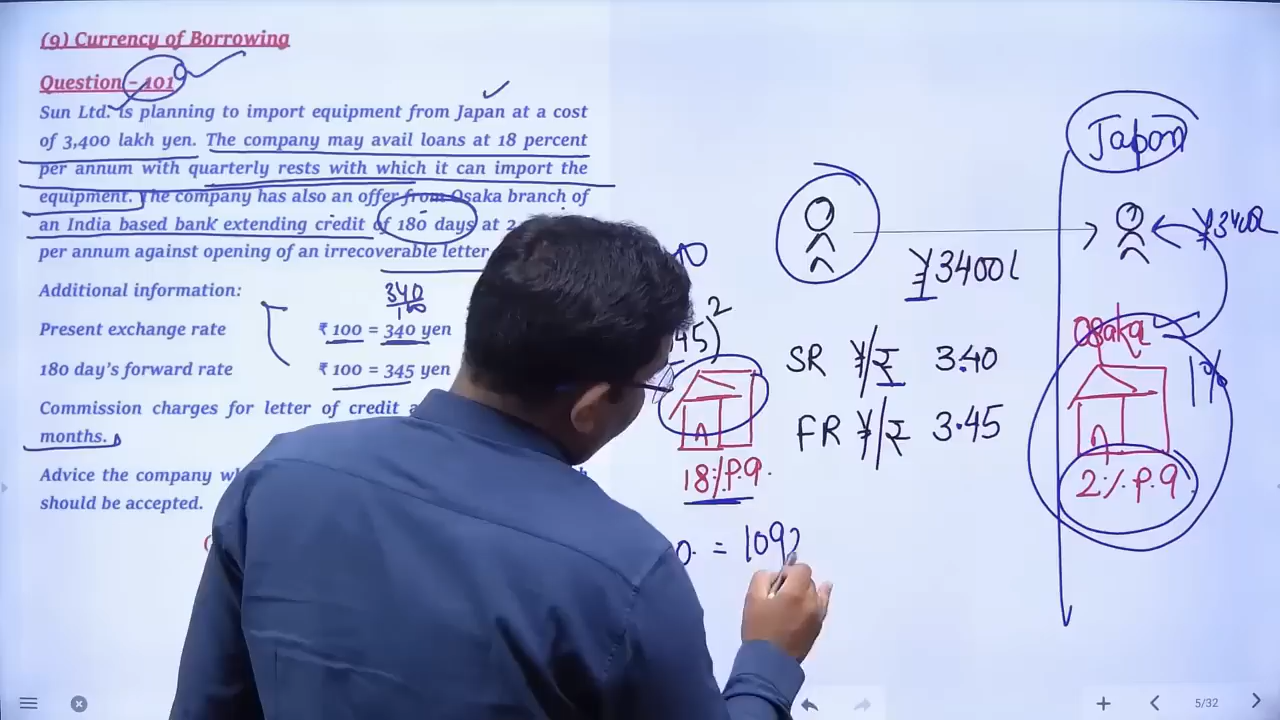 (9) Currency of Borrowing
Question – 101
Sun Ltd. is planning to import equipment from Japan at a cost
of 3,400 lakh yen. The company may avail loans at 18 percent
per annum with quarterly rests with which it can import the
equipment. The company has also an offer from Osaka branch of
an India based bank extending credit of 180 days at 2
per annum against opening of an irrecoverable letter
Additional information:
340
Present exchange rate ₹ 100 = 340 yen
180 day's forward rate ₹ 100 = 345 yen
Commission charges for letter of credit
months.
Advice the company
should be accepted.
Japan
¥3400L
SR ¥/₹ 3.40
FR ¥/₹ 3.45
45)²
18%P.a.
= 109
Osaka
1%
2% P.a
5/32